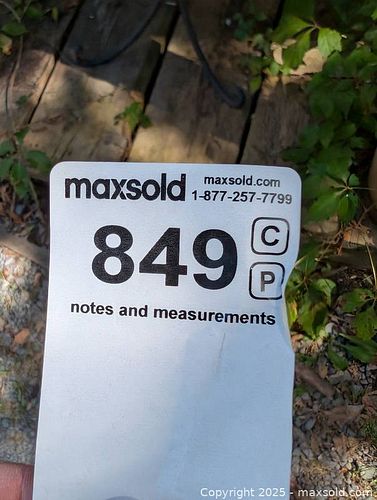 maxsold maxsold.com
1-877-257-7799
849 C
P
notes and measurements
Copyright 2025 - maxsold.com